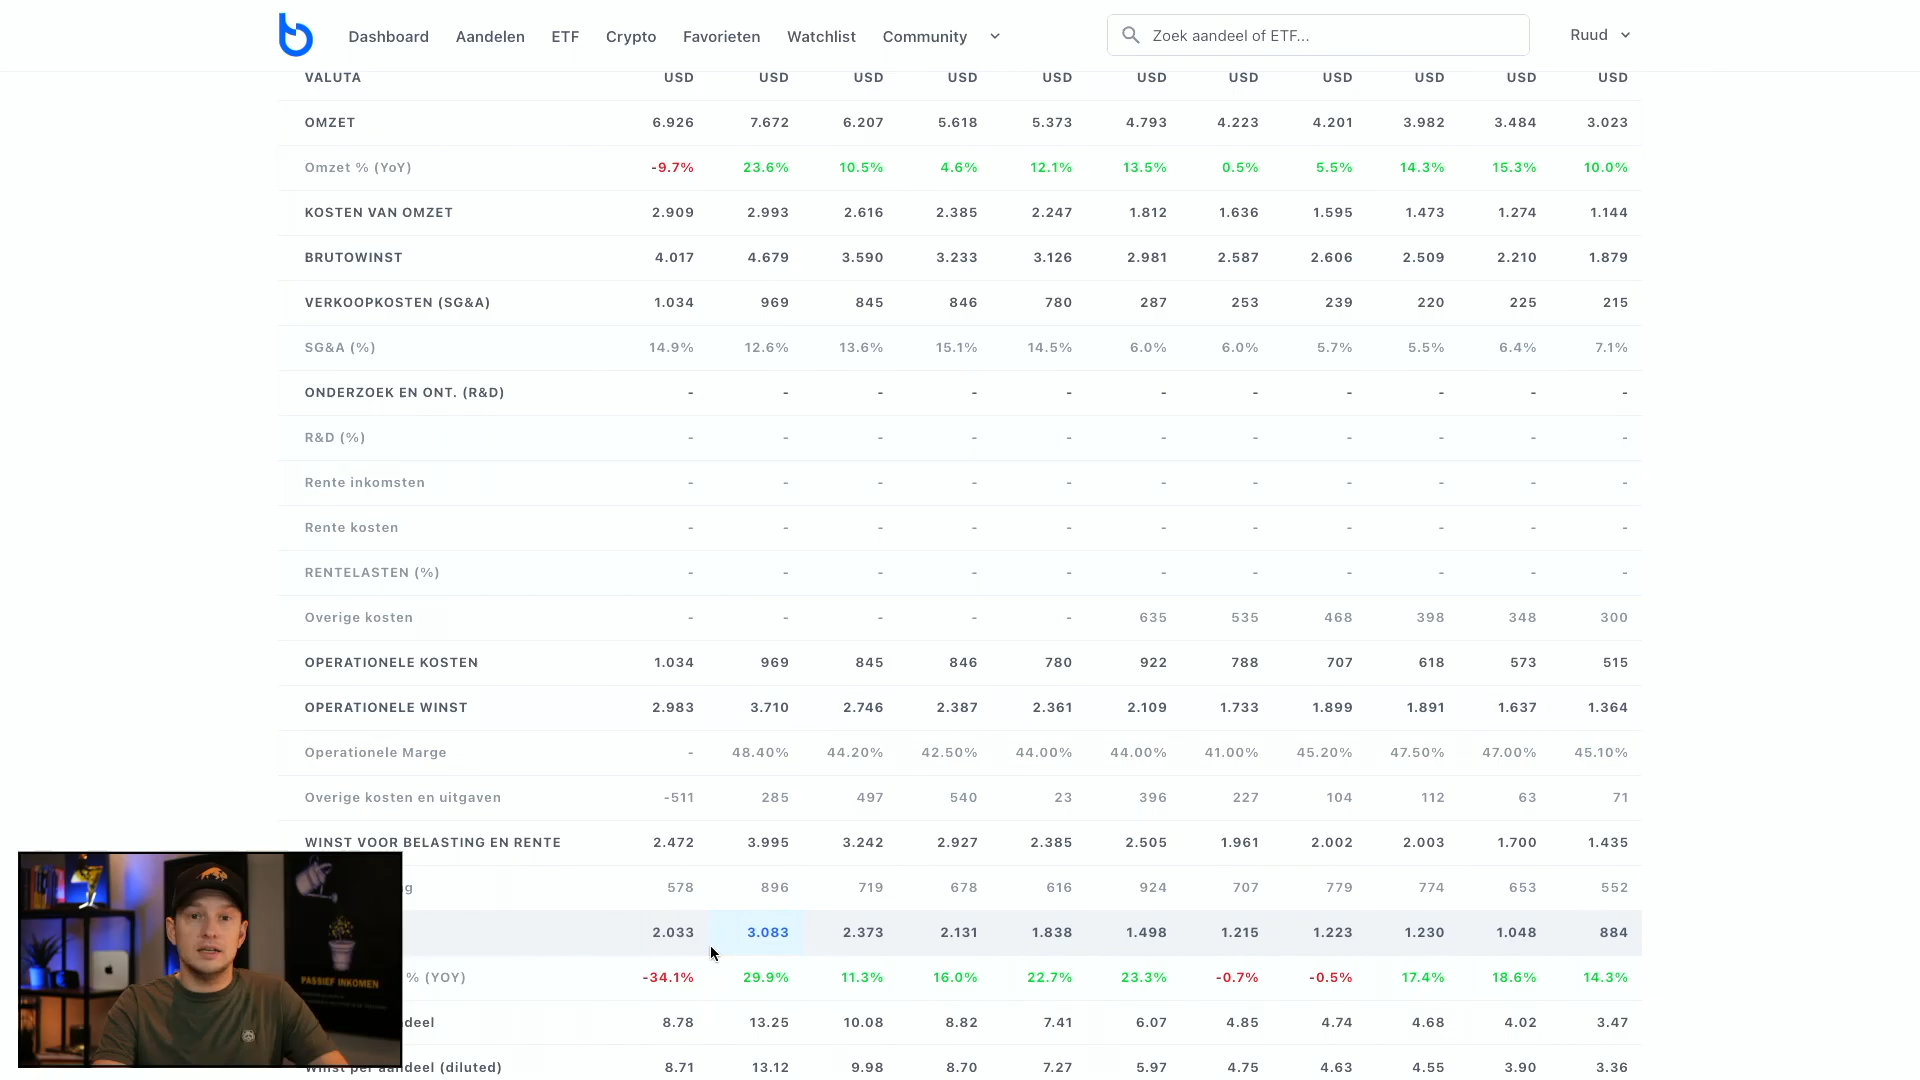 Dashboard Aandelen ETF Crypto Favorieten Watchlist Community Zoek aandeel of ETF... Ruud
VALUTA USD USD USD USD USD USD USD USD USD USD USD
OMZET 6.926 7.672 6.207 5.618 5.373 4.793 4.223 4.201 3.982 3.484 3.023
Omzet % (YoY) -9.7% 23.6% 10.5% 4.6% 12.1% 13.5% 0.5% 5.5% 14.3% 15.3% 10.0%
KOSTEN VAN OMZET 2.909 2.993 2.616 2.385 2.247 1.812 1.636 1.595 1.473 1.274 1.144
BRUTOWINST 4.017 4.679 3.590 3.233 3.126 2.981 2.587 2.606 2.509 2.210 1.879
VERKOOPKOSTEN (SG&A) 1.034 969 845 846 780 287 253 239 220 225 215
SG&A (%) 14.9% 12.6% 13.6% 15.1% 14.5% 6.0% 6.0% 5.7% 5.5% 6.4% 7.1%
ONDERZOEK EN ONT. (R&D) - - - - - - - - - - -
R&D (%) - - - - - - - - - - -
Rente inkomsten - - - - - - - - - - -
Rente kosten - - - - - - - - - - -
RENTELASTEN (%) - - - - - - - - - - -
Overige kosten - - - - - 635 535 468 398 348 300
OPERATIONELE KOSTEN 1.034 969 845 846 780 922 788 707 618 573 515
OPERATIONELE WINST 2.983 3.710 2.746 2.387 2.361 2.109 1.733 1.899 1.891 1.637 1.364
Operationele Marge - 48.40% 44.20% 42.50% 44.00% 44.00% 41.00% 45.20% 47.50% 47.00% 45.10%
Overige kosten en uitgaven -511 285 497 540 23 396 227 104 112 63 71
WINST VOOR BELASTING EN RENTE 2.472 3.995 3.242 2.927 2.385 2.505 1.961 2.002 2.003 1.700 1.435
g 578 896 719 678 616 924 707 779 774 653 552
2.033 3.083 2.373 2.131 1.838 1.498 1.215 1.223 1.230 1.048 884
% (YOY) -34.1% 29.9% 11.3% 16.0% 22.7% 23.3% -0.7% -0.5% 17.4% 18.6% 14.3%
deel 8.78 13.25 10.08 8.82 7.41 6.07 4.85 4.74 4.68 4.02 3.47
Winst per aandeel (diluted) 8.71 13.12 9.98 8.70 7.27 5.97 4.75 4.63 4.55 3.90 3.36
PASSIEF INKOMEN